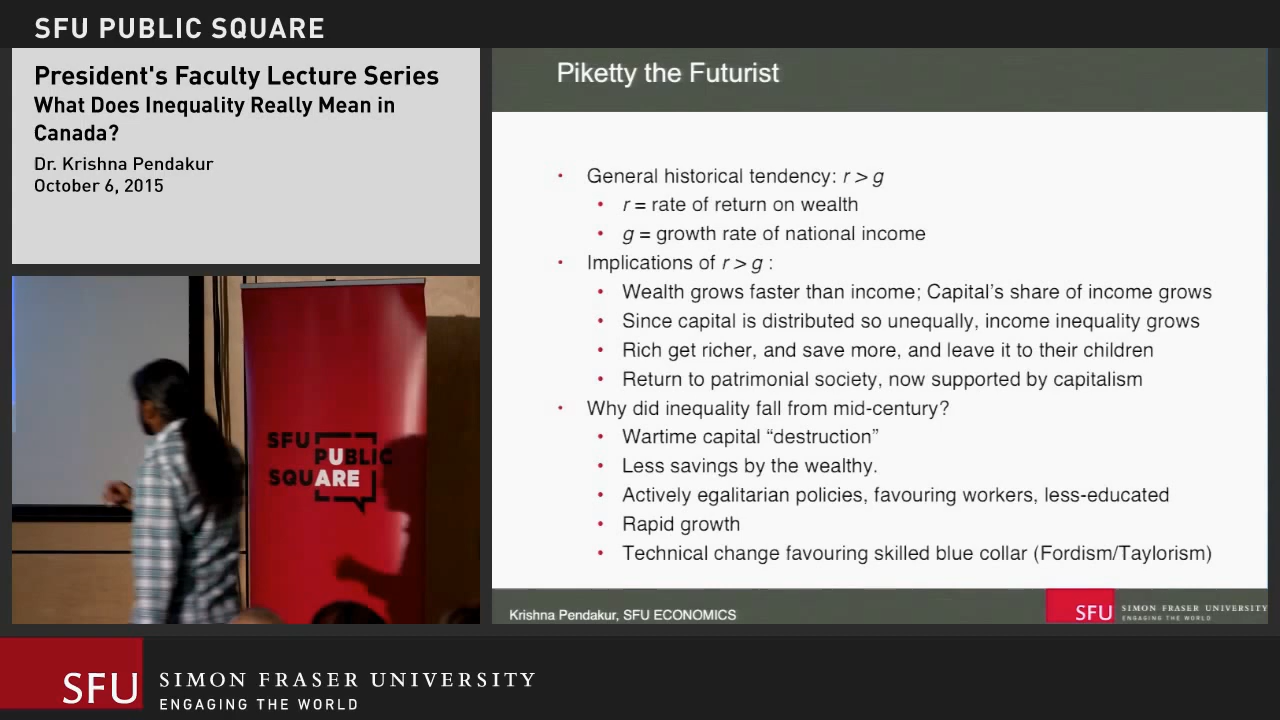 SFU PUBLIC SQUARE
President's Faculty Lecture Series
What Does Inequality Really Mean in
Canada?
Dr. Krishna Pendakur
October 6, 2015
SFU
PUBLIC
SQUARE
Piketty the Futurist
• General historical tendency: r > g
• r = rate of return on wealth
• g = growth rate of national income
• Implications of r > g :
• Wealth grows faster than income; Capital's share of income grows
• Since capital is distributed so unequally, income inequality grows
• Rich get richer, and save more, and leave it to their children
• Return to patrimonial society, now supported by capitalism
• Why did inequality fall from mid-century?
• Wartime capital “destruction”
• Less savings by the wealthy.
• Actively egalitarian policies, favouring workers, less-educated
• Rapid growth
• Technical change favouring skilled blue collar (Fordism/Taylorism)
Krishna Pendakur, SFU ECONOMICS
SFU SIMON FRASER UNIVERSITY
ENGAGING THE WORLD
SFU SIMON FRASER UNIVERSITY
ENGAGING THE WORLD